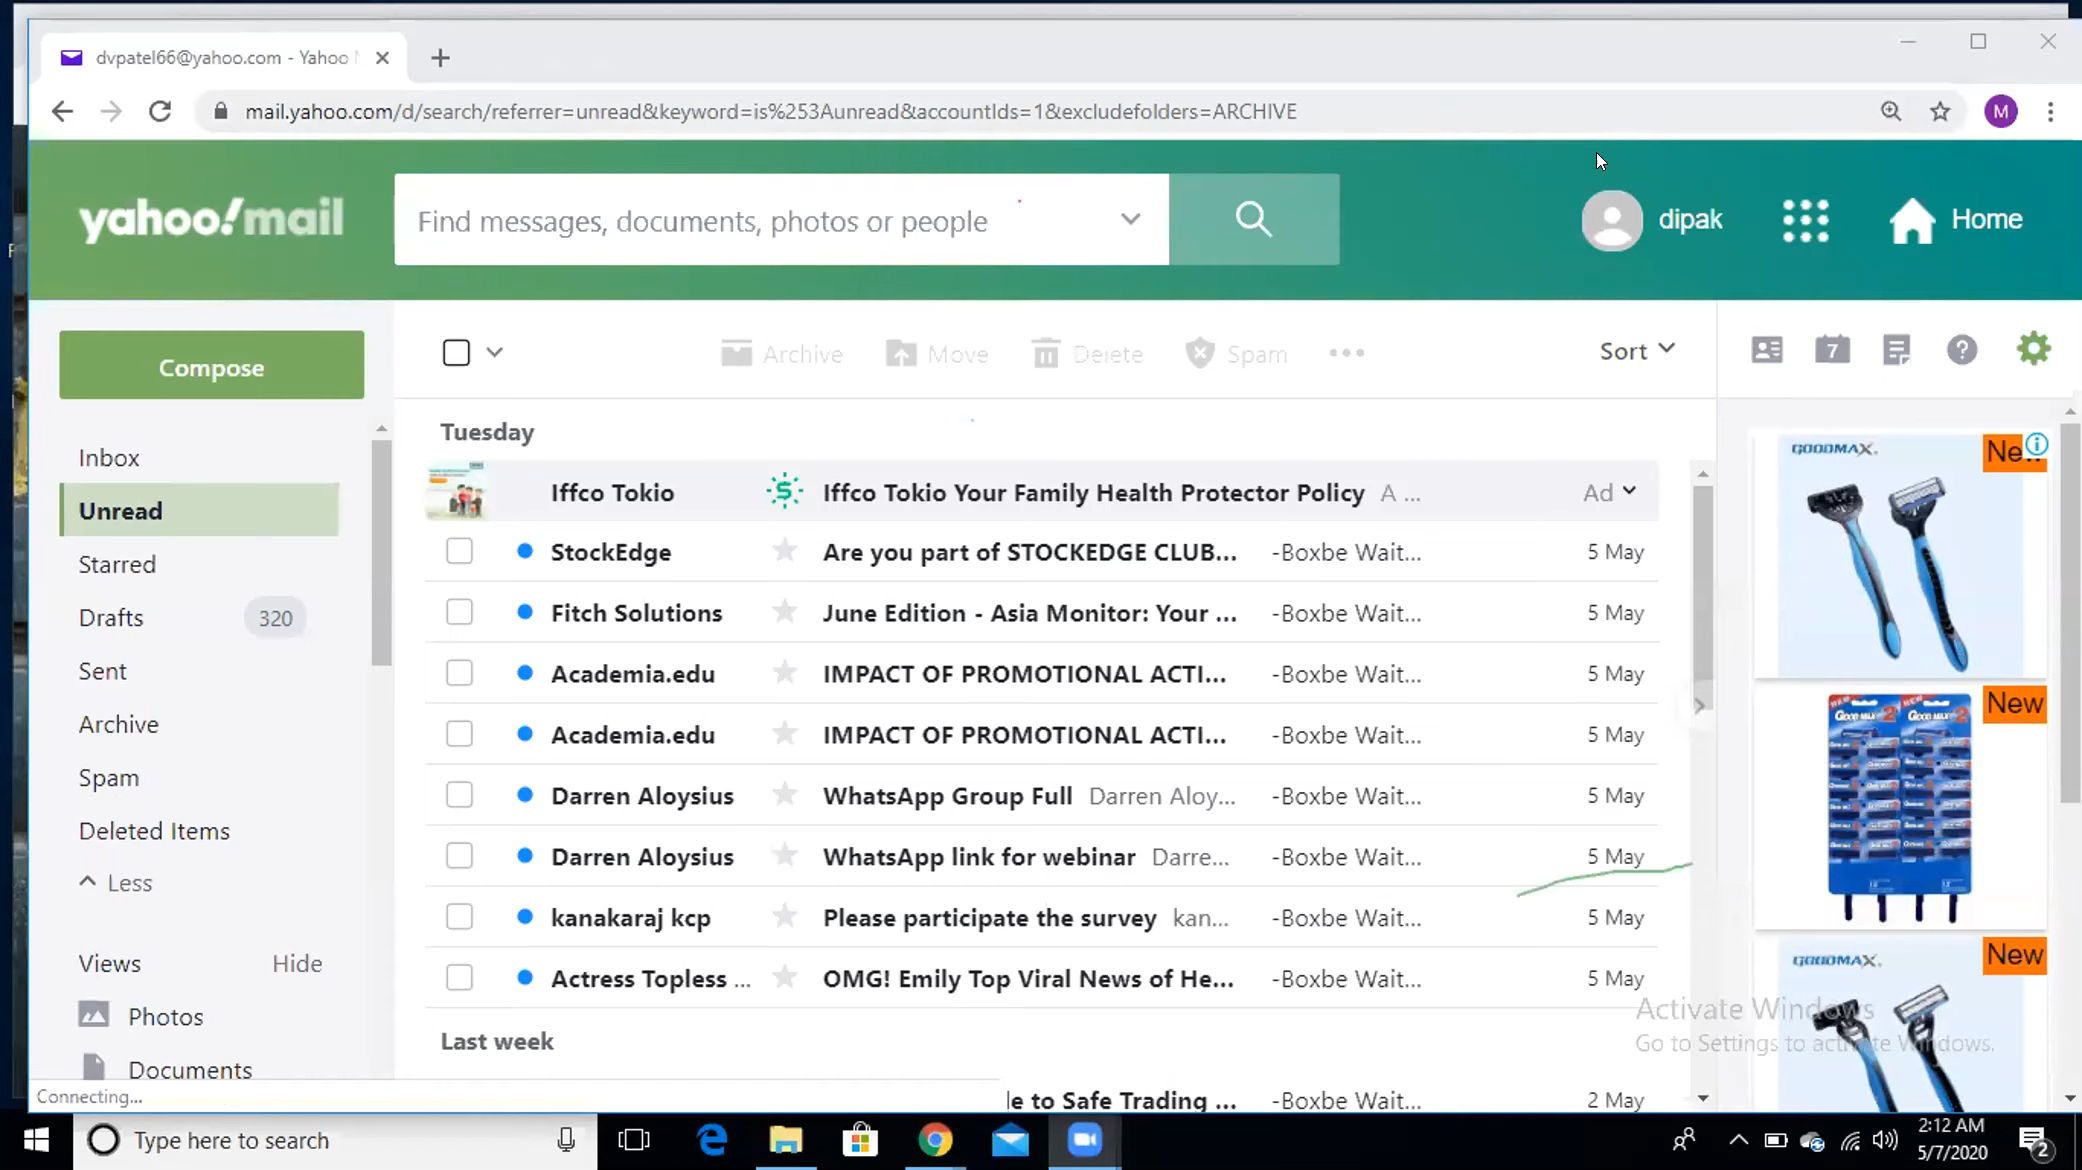 dvpatel66@yahoo.com - Yahoo
mail.yahoo.com/d/search/referrer=unread&keyword=is%253Aunread&accountIds=1&excludefolders=ARCHIVE
M
yahoo!mail
Find messages, documents, photos or people
dipak
Home
Compose
Archive
Move
Delete
Spam
Sort
7
Inbox
Unread
Starred
Drafts 320
Sent
Archive
Spam
Deleted Items
Less
Views Hide
Photos
Documents
Tuesday
Iffco Tokio Iffco Tokio Your Family Health Protector Policy A ... Ad
StockEdge Are you part of STOCKEDGE CLUB... -Boxbe Wait... 5 May
Fitch Solutions June Edition - Asia Monitor: Your ... -Boxbe Wait... 5 May
Academia.edu IMPACT OF PROMOTIONAL ACTI... -Boxbe Wait... 5 May
Academia.edu IMPACT OF PROMOTIONAL ACTI... -Boxbe Wait... 5 May
Darren Aloysius WhatsApp Group Full Darren Aloy... -Boxbe Wait... 5 May
Darren Aloysius WhatsApp link for webinar Darre... -Boxbe Wait... 5 May
kanakaraj kcp Please participate the survey kan... -Boxbe Wait... 5 May
Actress Topless ... OMG! Emily Top Viral News of He... -Boxbe Wait... 5 May
Last week
le to Safe Trading ... -Boxbe Wait... 2 May
GOODMAX.
New
New
GOODMAX.
New
Activate Windows
Go to Settings to activate Windows.
Connecting...
Type here to search
2:12 AM
5/7/2020
2